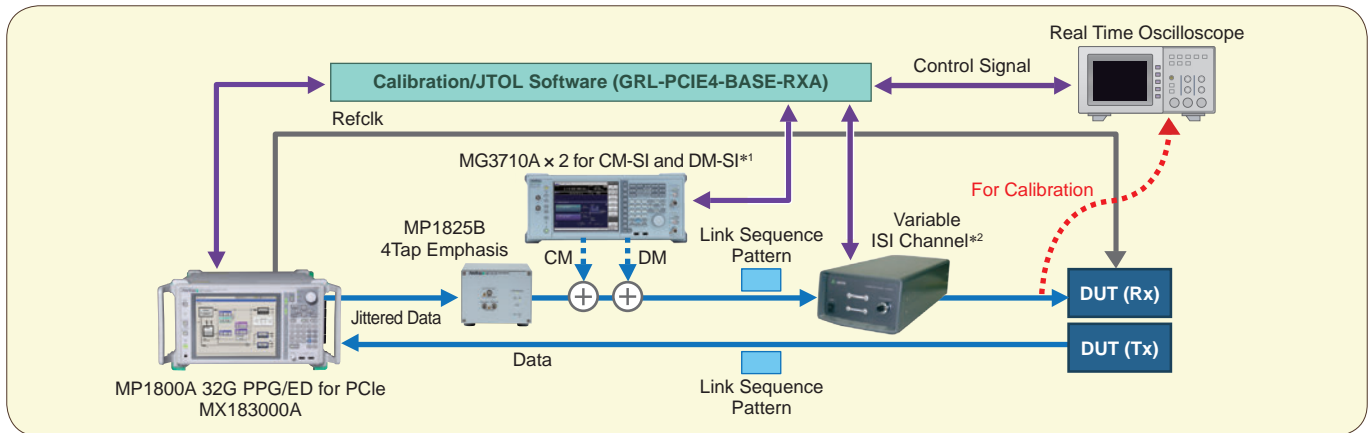 Real Time Oscilloscope
Calibration/JTOL Software (GRL-PCIE4-BASE-RXA)
Control Signal
Refclk
MG3710A × 2 for CM-SI and DM-SI*1
For Calibration
MP1825B
4Tap Emphasis
CM
DM
Link Sequence
Pattern
Variable
ISI Channel*2
Jittered Data
DUT (Rx)
DUT (Tx)
Data
Link Sequence
Pattern
MP1800A 32G PPG/ED for PCIe
MX183000A